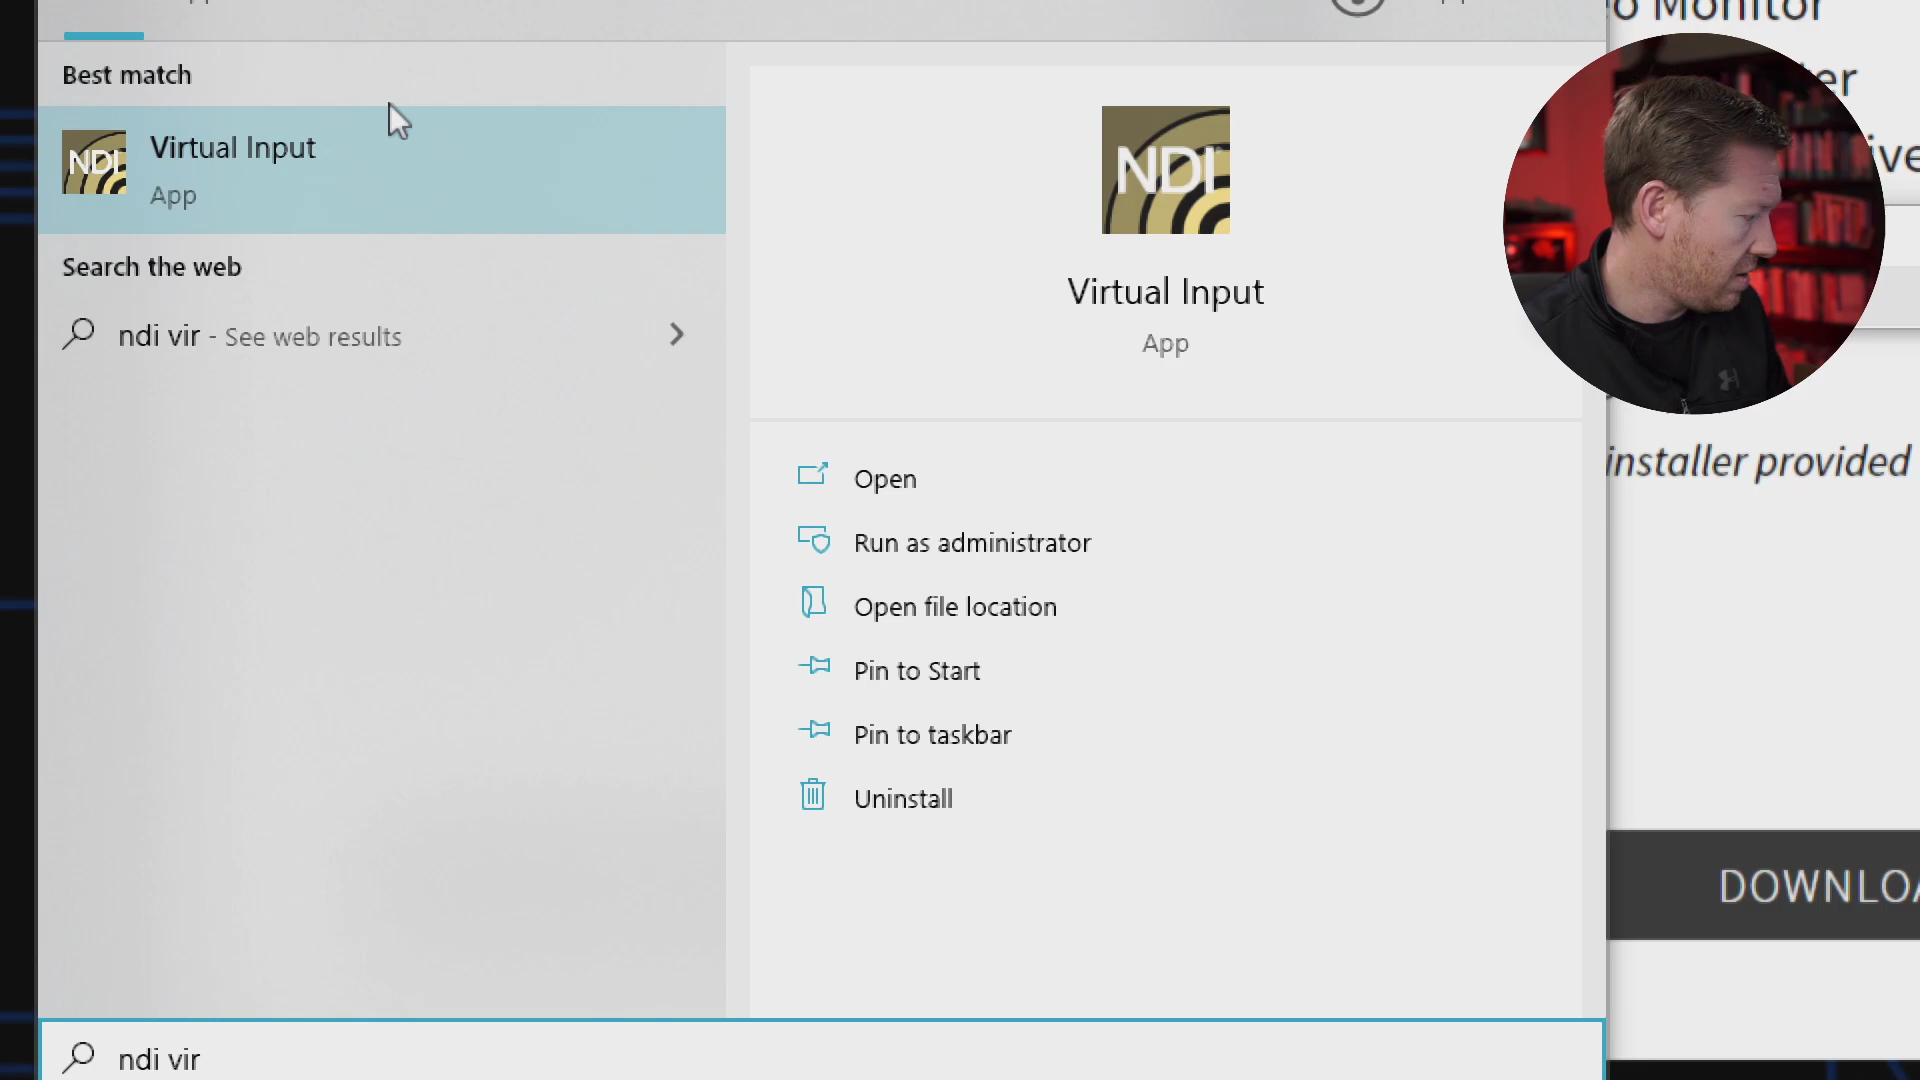 o Monitor
Best match
NDI
Virtual Input
App
NDI
Virtual Input
App
Search the web
ndi vir - See web results
installer provided
Open
Run as administrator
Open file location
Pin to Start
Pin to taskbar
Uninstall
DOWNLOA
ndi vir